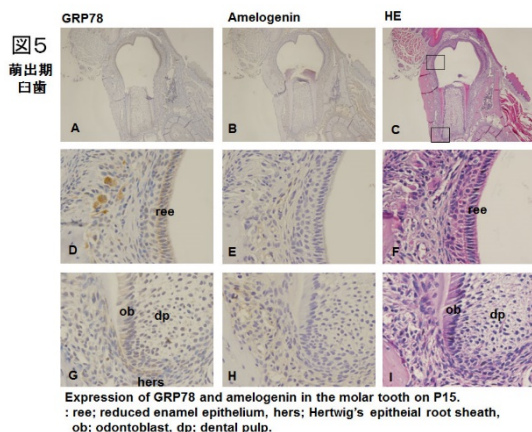 GRP78 Amelogenin HE
図5
萌出期
臼歯
A B C
ree ree
D E F
ob dp ob dp
G hers H I
Expression of GRP78 and amelogenin in the molar tooth on P15.
: ree; reduced enamel epithelium, hers; Hertwig's epitheial root sheath,
ob; odontoblast, dp; dental pulp.